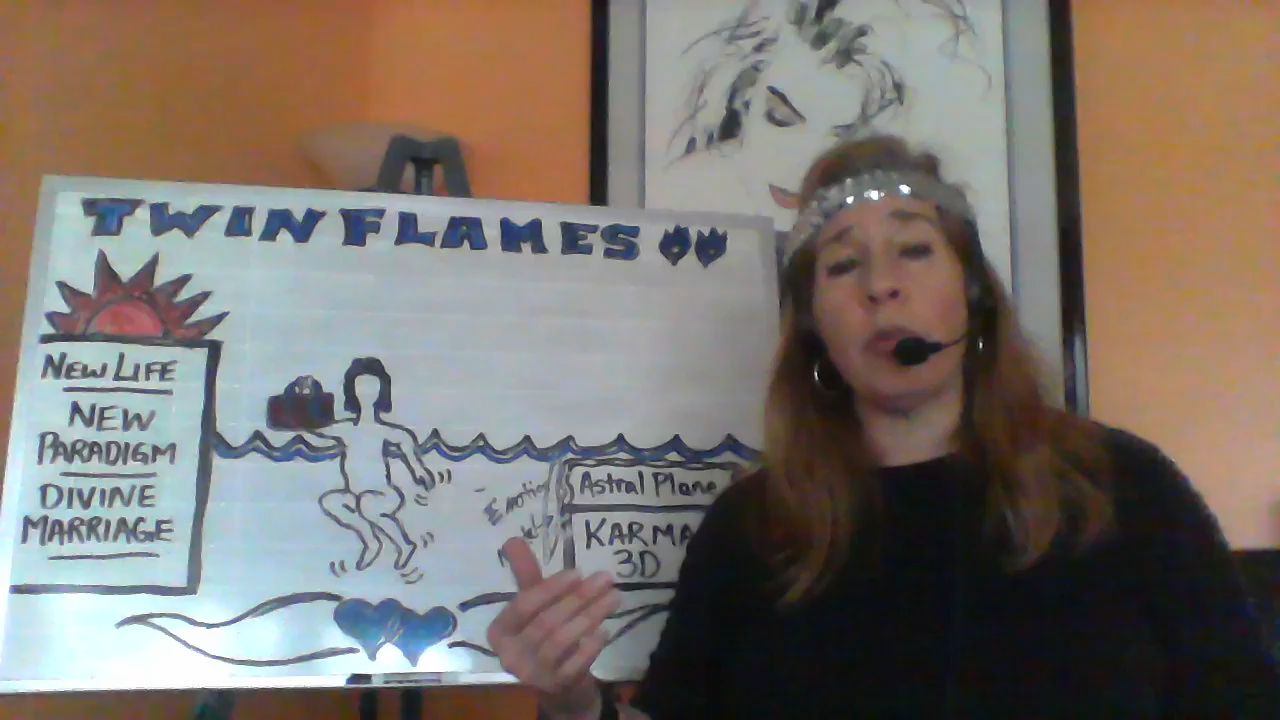 TWIN FLAMES
NEW LIFE
NEW
PARADIGM
DIVINE
MARRIAGE
Astral Plane
KARMA
3D